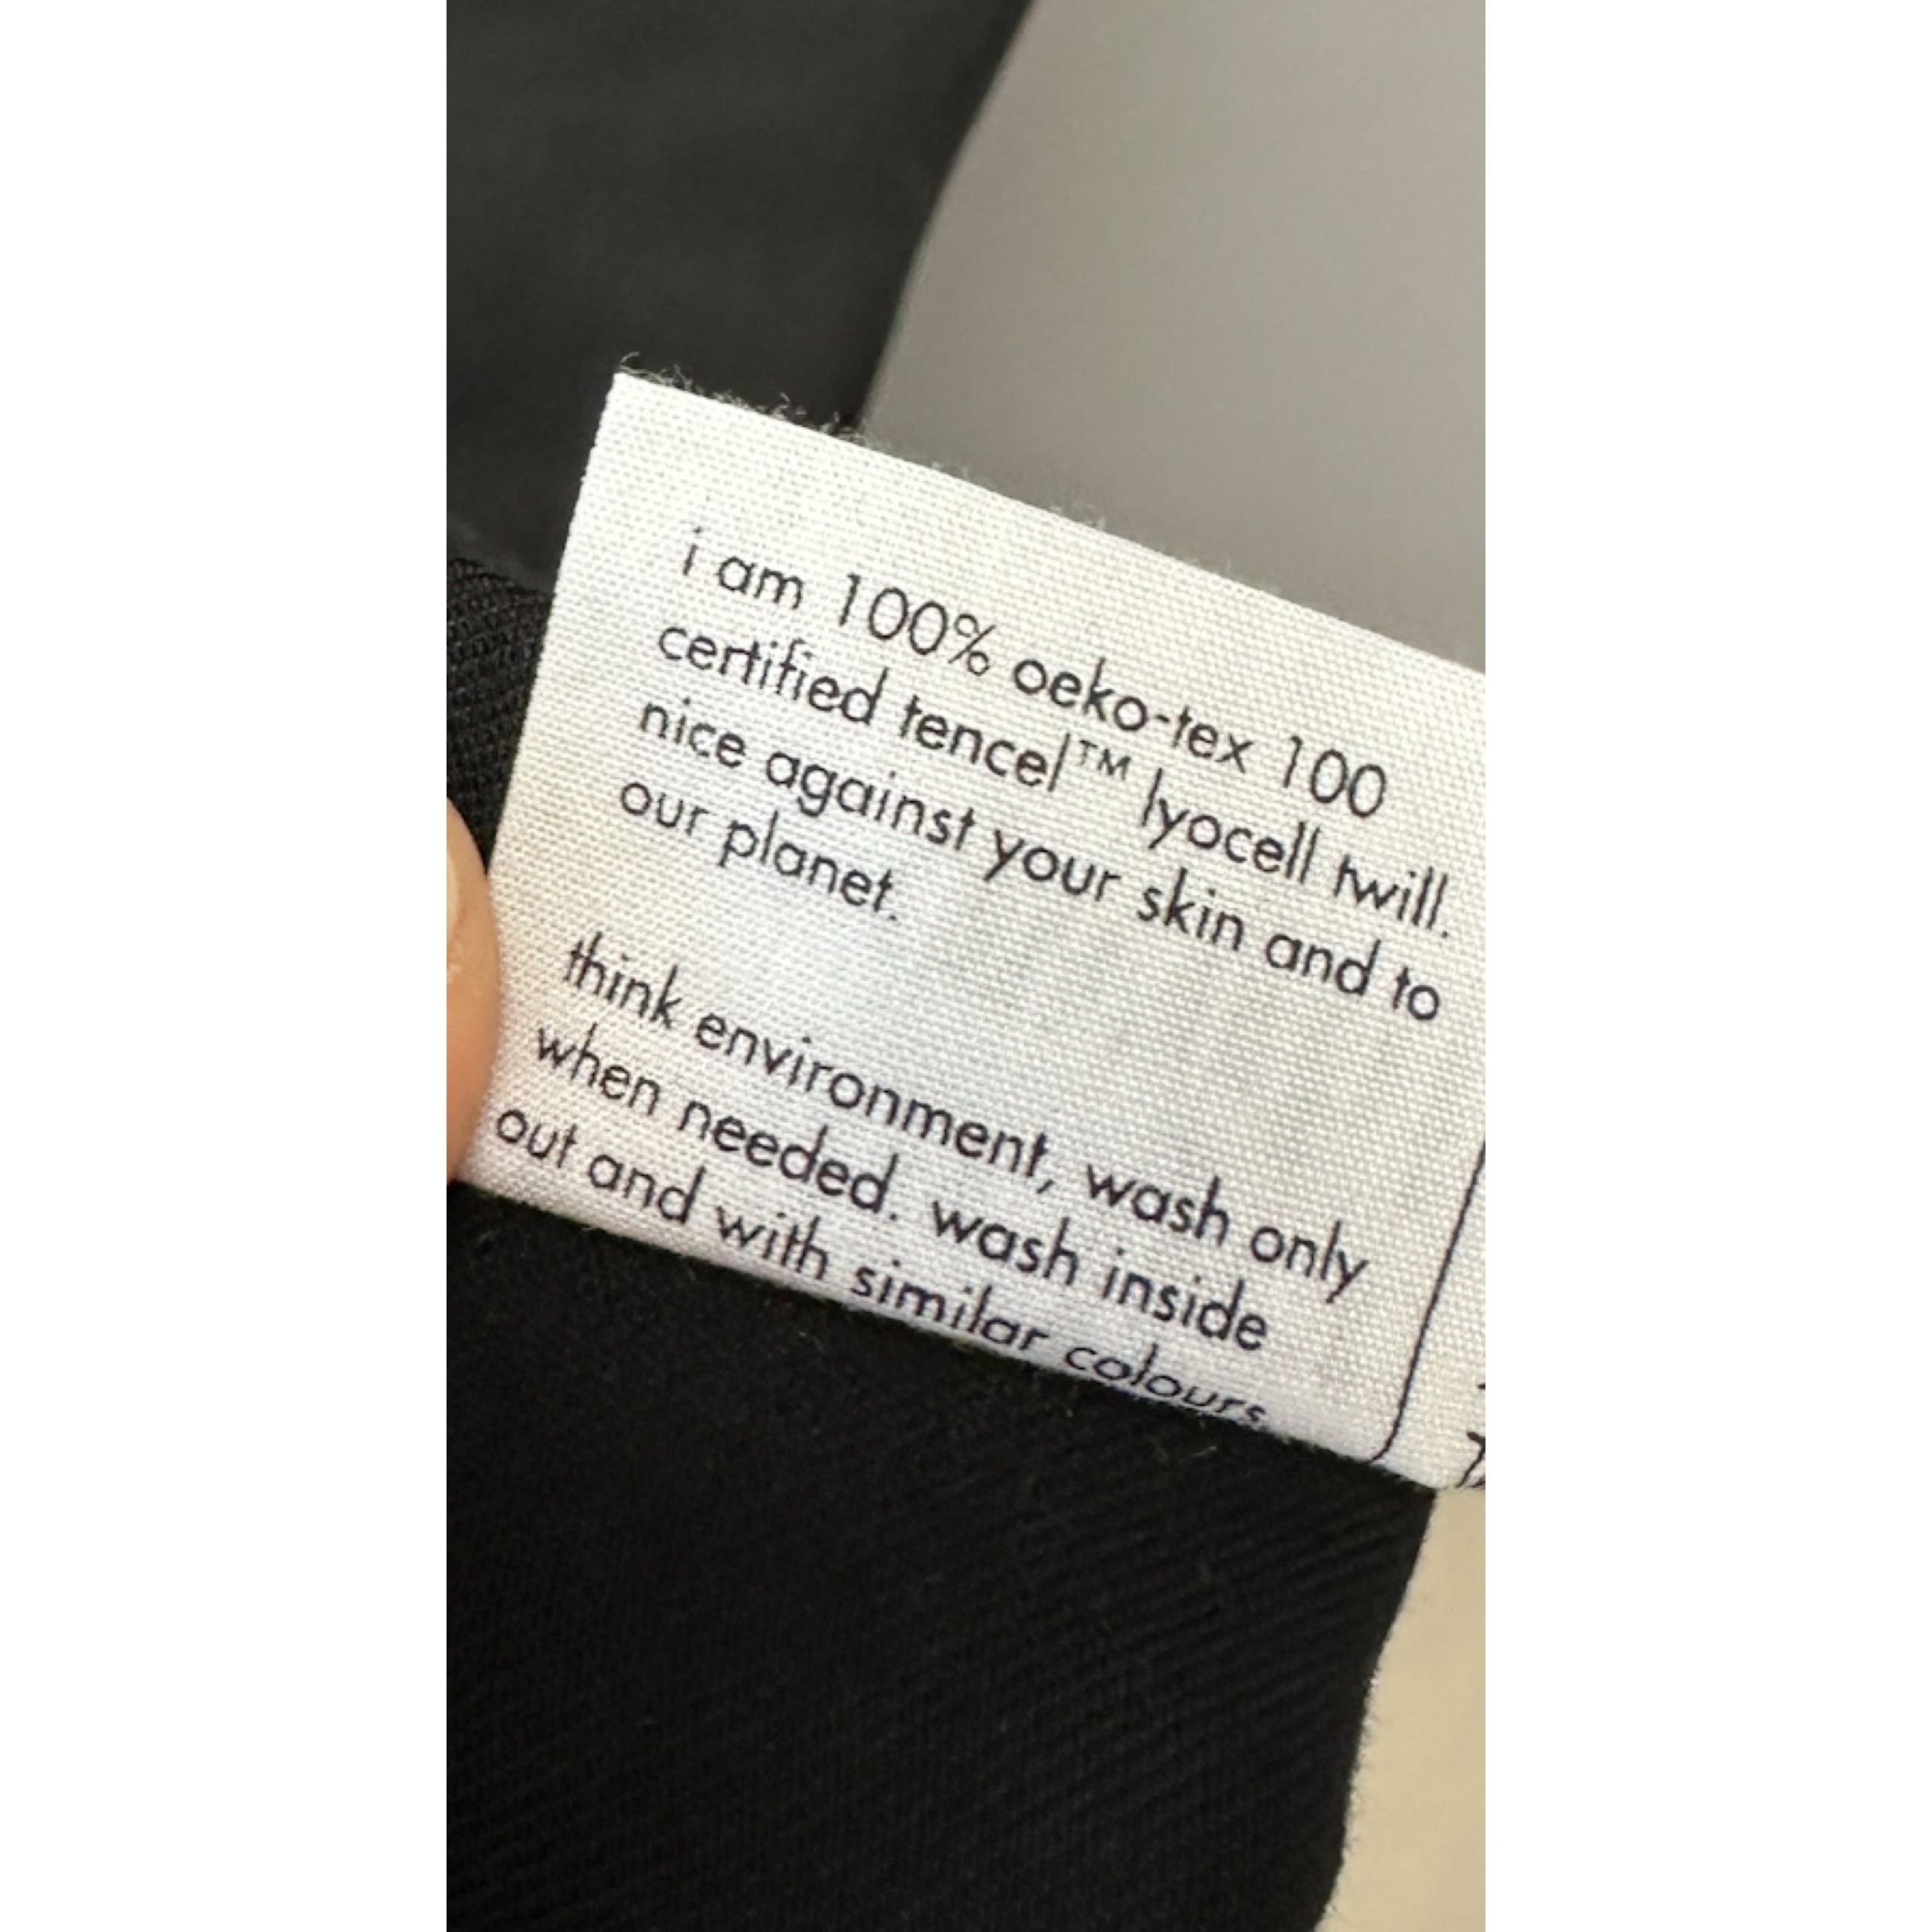 i am 100% oeko-tex 100
certified tencel™ lyocell twill.
nice against your skin and to
our planet.
think environment, wash only
when needed. wash inside
out and with similar colours.